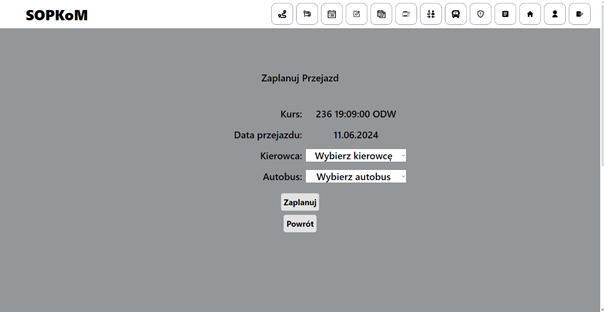 SOPKoM
Zaplanuj Przejazd
Kurs: 236 19:09:00 ODW
Data przejazdu: 11.06.2024
Kierowca: Wybierz kierowcę
Autobus: Wybierz autobus
Zaplanuj
Powrót